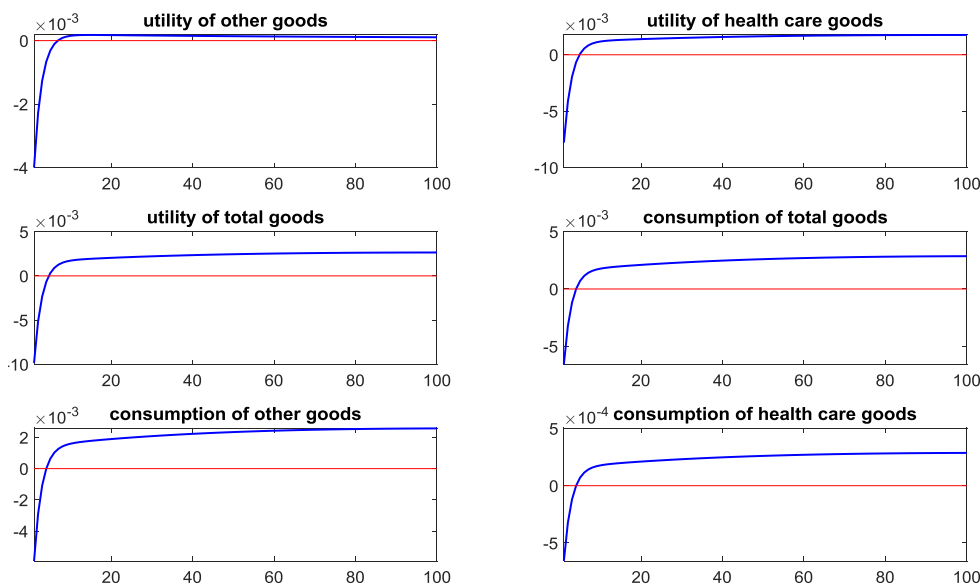 ×10-3 utility of other goods
0
-2
-4
20 40 60 80 100
×10-3 utility of health care goods
0
-5
-10
20 40 60 80 100
×10-3 utility of total goods
5
0
-5
-10
20 40 60 80 100
×10-3 consumption of total goods
5
0
-5
20 40 60 80 100
×10-3 consumption of other goods
2
0
-2
-4
20 40 60 80 100
×10-4 consumption of health care goods
5
0
-5
20 40 60 80 100